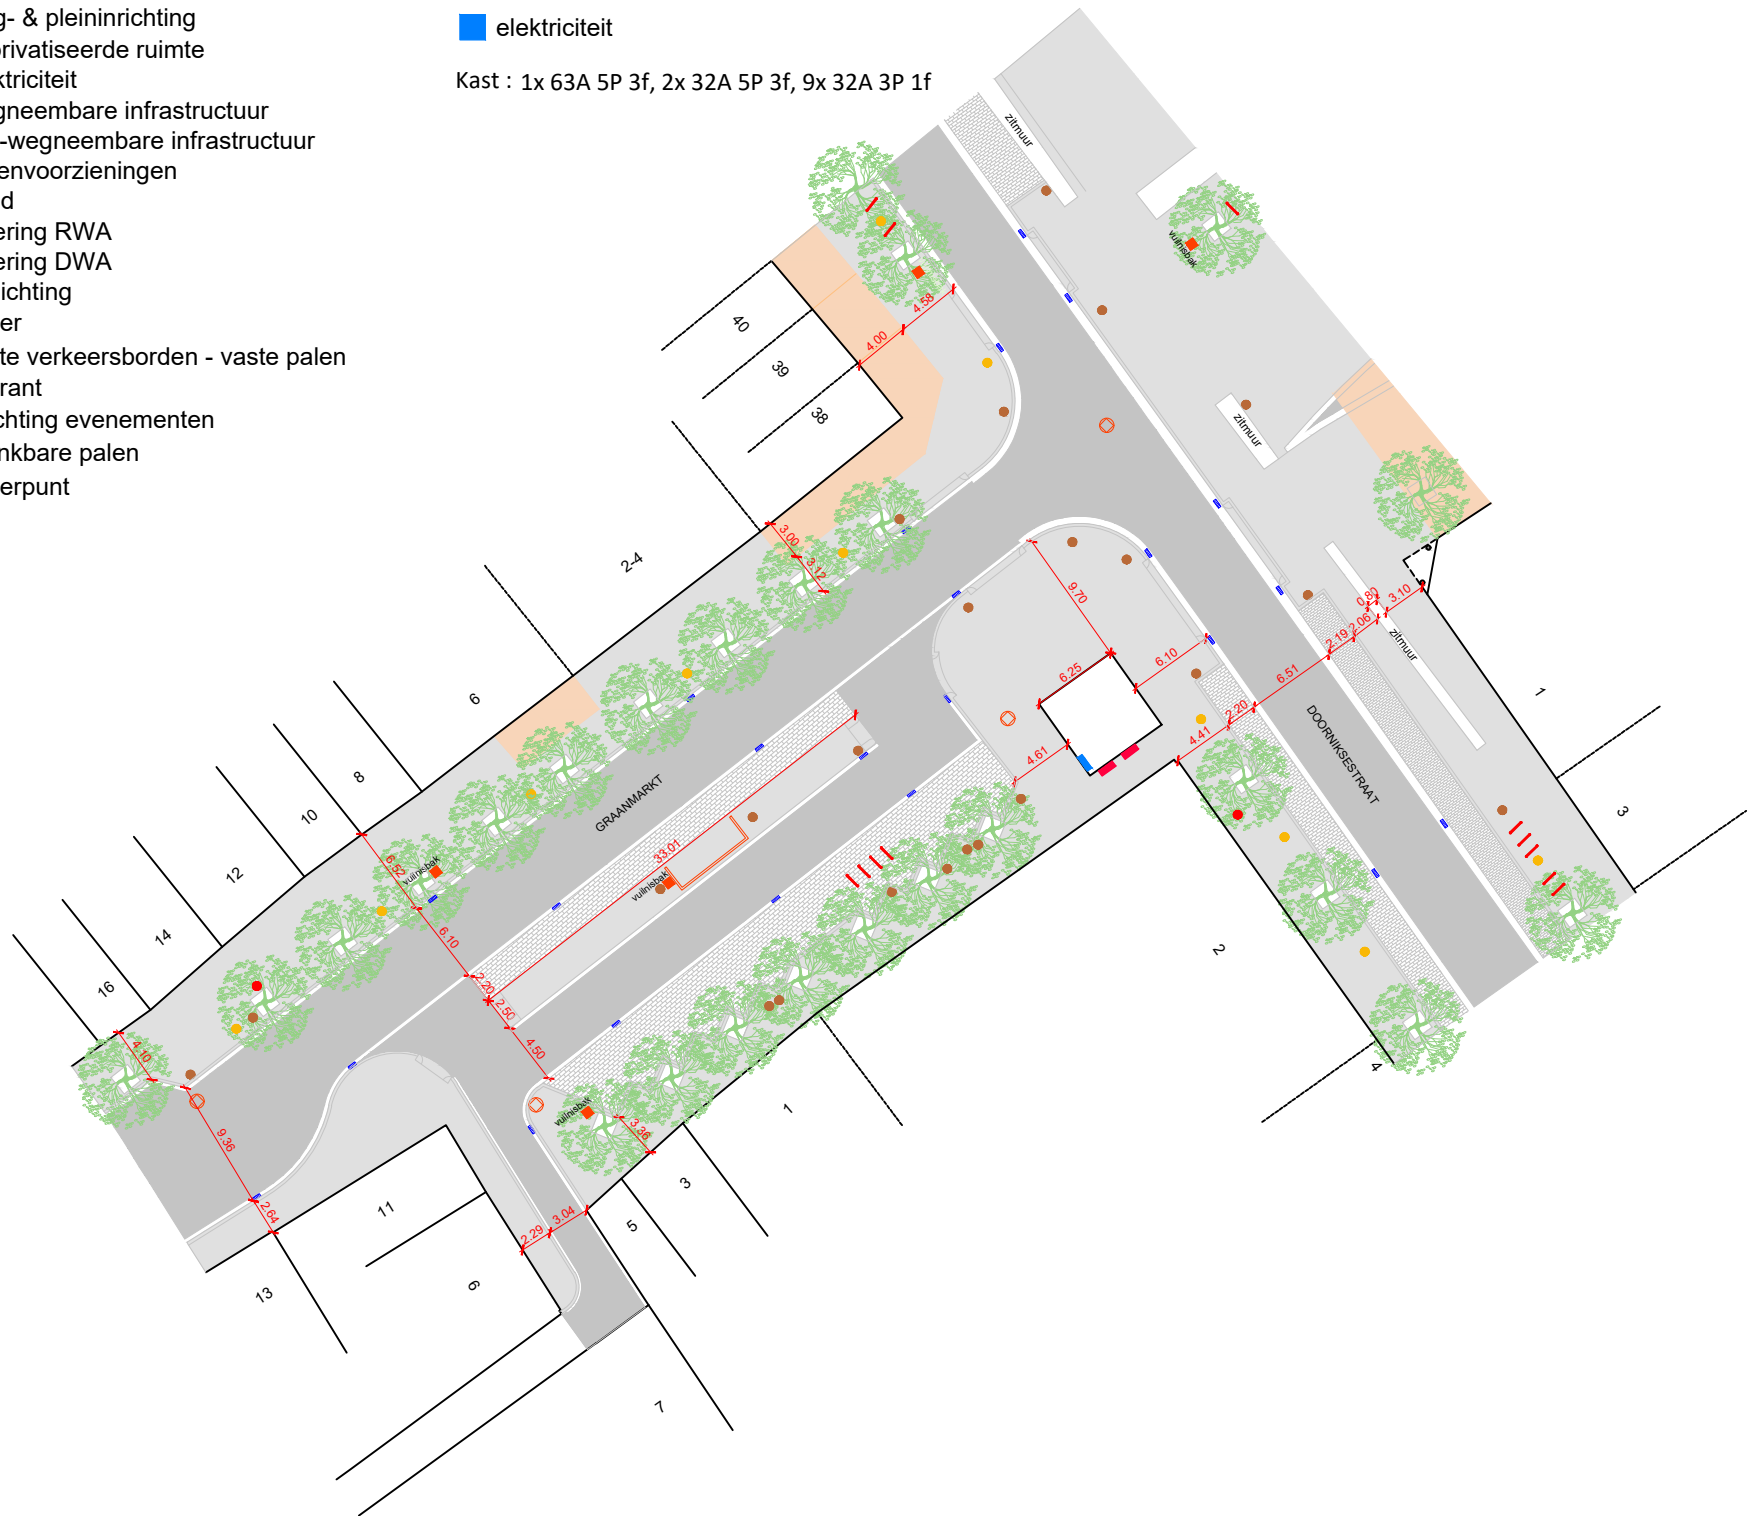 g- & pleininrichting
rivatiseerde ruimte
ktriciteit
gneembare infrastructuur
-wegneembare infrastructuur
envoorzieningen
d
ering RWA
ering DWA
ichting
er
te verkeersborden - vaste palen
rant
chting evenementen
nkbare palen
erpunt
elektriciteit
Kast : 1x 63A 5P 3f, 2x 32A 5P 3f, 9x 32A 3P 1f
zitmuur
vuilnisbak
40
39
38
4.00
4.58
zitmuur
2-4
3.00
3.12
9.70
6.25
6.10
0.80
3.10
2.06
2.19
zitmuur
6.51
2.20
4.41
4.61
DOORNIKSESTRAAT
1
3
6
8
10
12
14
16
GRAANMARKT
33.01
6.52
vuilnisbak
vuilnisbak
6.10
2.20
2.50
4.50
4.10
9.36
2.64
vuilnisbak
3.36
2
4
1
3
5
3.04
2.29
11
13
6
7